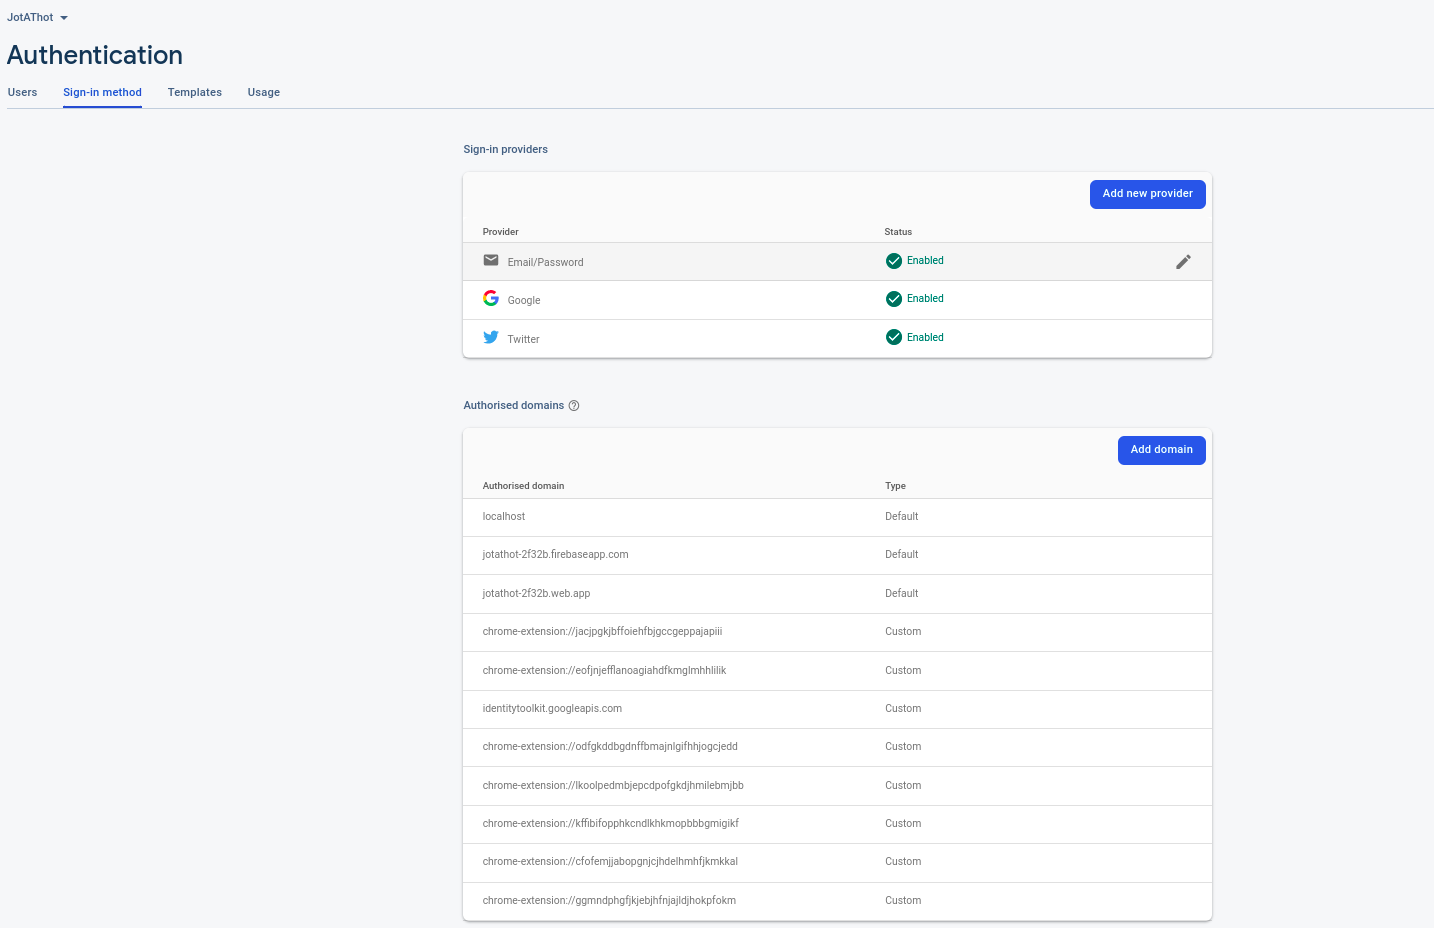 JotAThot
Authentication
Users Sign-in method Templates Usage
Sign-in providers
Add new provider
Provider Status
Email/Password Enabled
Google Enabled
Twitter Enabled
Authorised domains
Add domain
Authorised domain Type
localhost Default
jotathot-2f32b.firebaseapp.com Default
jotathot-2f32b.web.app Default
chrome-extension://jacjpgkjbffoiehfbjgccgeppajapiii Custom
chrome-extension://eofjnjefflanoagiahdfkmglmhhlilik Custom
identitytoolkit.googleapis.com Custom
chrome-extension://odfgkddbgdnffbmajnlgifhhjogcjedd Custom
chrome-extension://lkoolpedmbjepcdpofgkdjhmilebmjbb Custom
chrome-extension://kffibifopphkcndlkhkmopbbbgmigikf Custom
chrome-extension://cfofemjjabopgnjcjhdelhmhfjkmkkal Custom
chrome-extension://ggmndphgfjkjebjhfnjajldjhokpfokm Custom